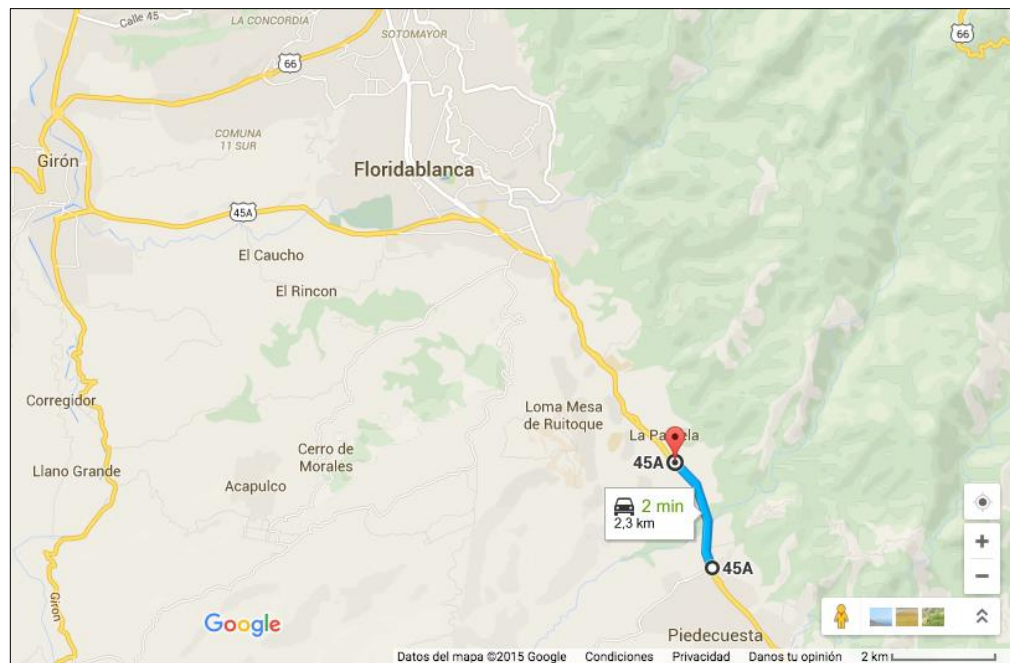 Calle 45
LA CONCORDIA
SOTOMAYOR
66
66
COMUNA
11 SUR
Girón
Floridablanca
45A
El Caucho
El Rincon
Corregidor
Loma Mesa
de Ruitoque
Cerro de
Morales
45A
Llano Grande
Acapulco
2 min
2,3 km
45A
Girón
Google
Piedecuesta
Datos del mapa ©2015 Google Condiciones Privacidad Danos tu opinión 2 km